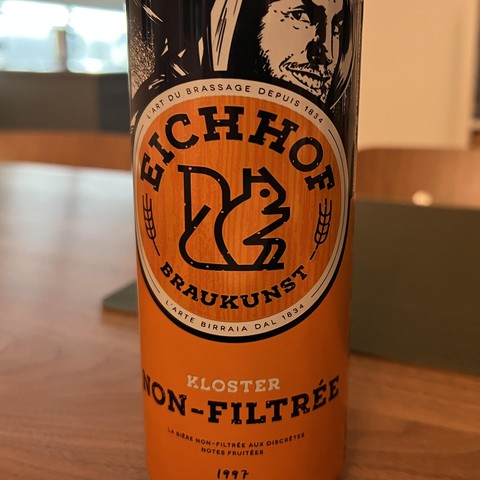 L'ART DU BRASSAGE DEPUIS 1834
EICHHOF
BRAUKUNST
L'ARTE BIRRAIA DAL 1834
KLOSTER
NON-FILTRÉE
LA BIÈRE NON-FILTRÉE AUX DISCRÈTES
NOTES FRUITÉES
1997